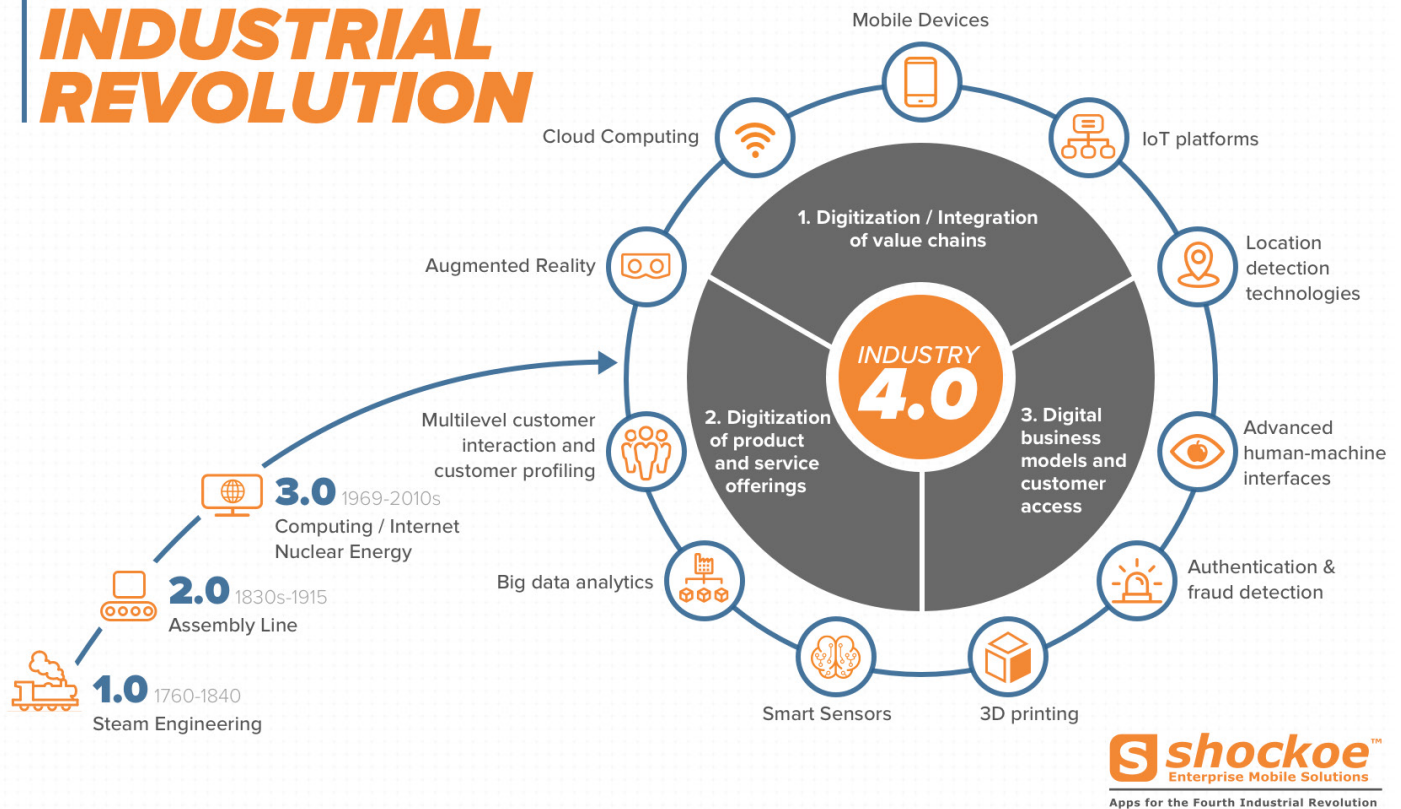 INDUSTRIAL
REVOLUTION
Mobile Devices
Cloud Computing
IoT platforms
Augmented Reality
Location
detection
technologies
1. Digitization / Integration
of value chains
INDUSTRY
4.0
2. Digitization
of product
and service
offerings
3. Digital
business
models and
customer
access
Multilevel customer
interaction and
customer profiling
Advanced
human-machine
interfaces
Big data analytics
Authentication &
fraud detection
Smart Sensors
3D printing
3.0 1969-2010s
Computing / Internet
Nuclear Energy
2.0 1830s-1915
Assembly Line
1.0 1760-1840
Steam Engineering
S shockoe™
Enterprise Mobile Solutions
Apps for the Fourth Industrial Revolution